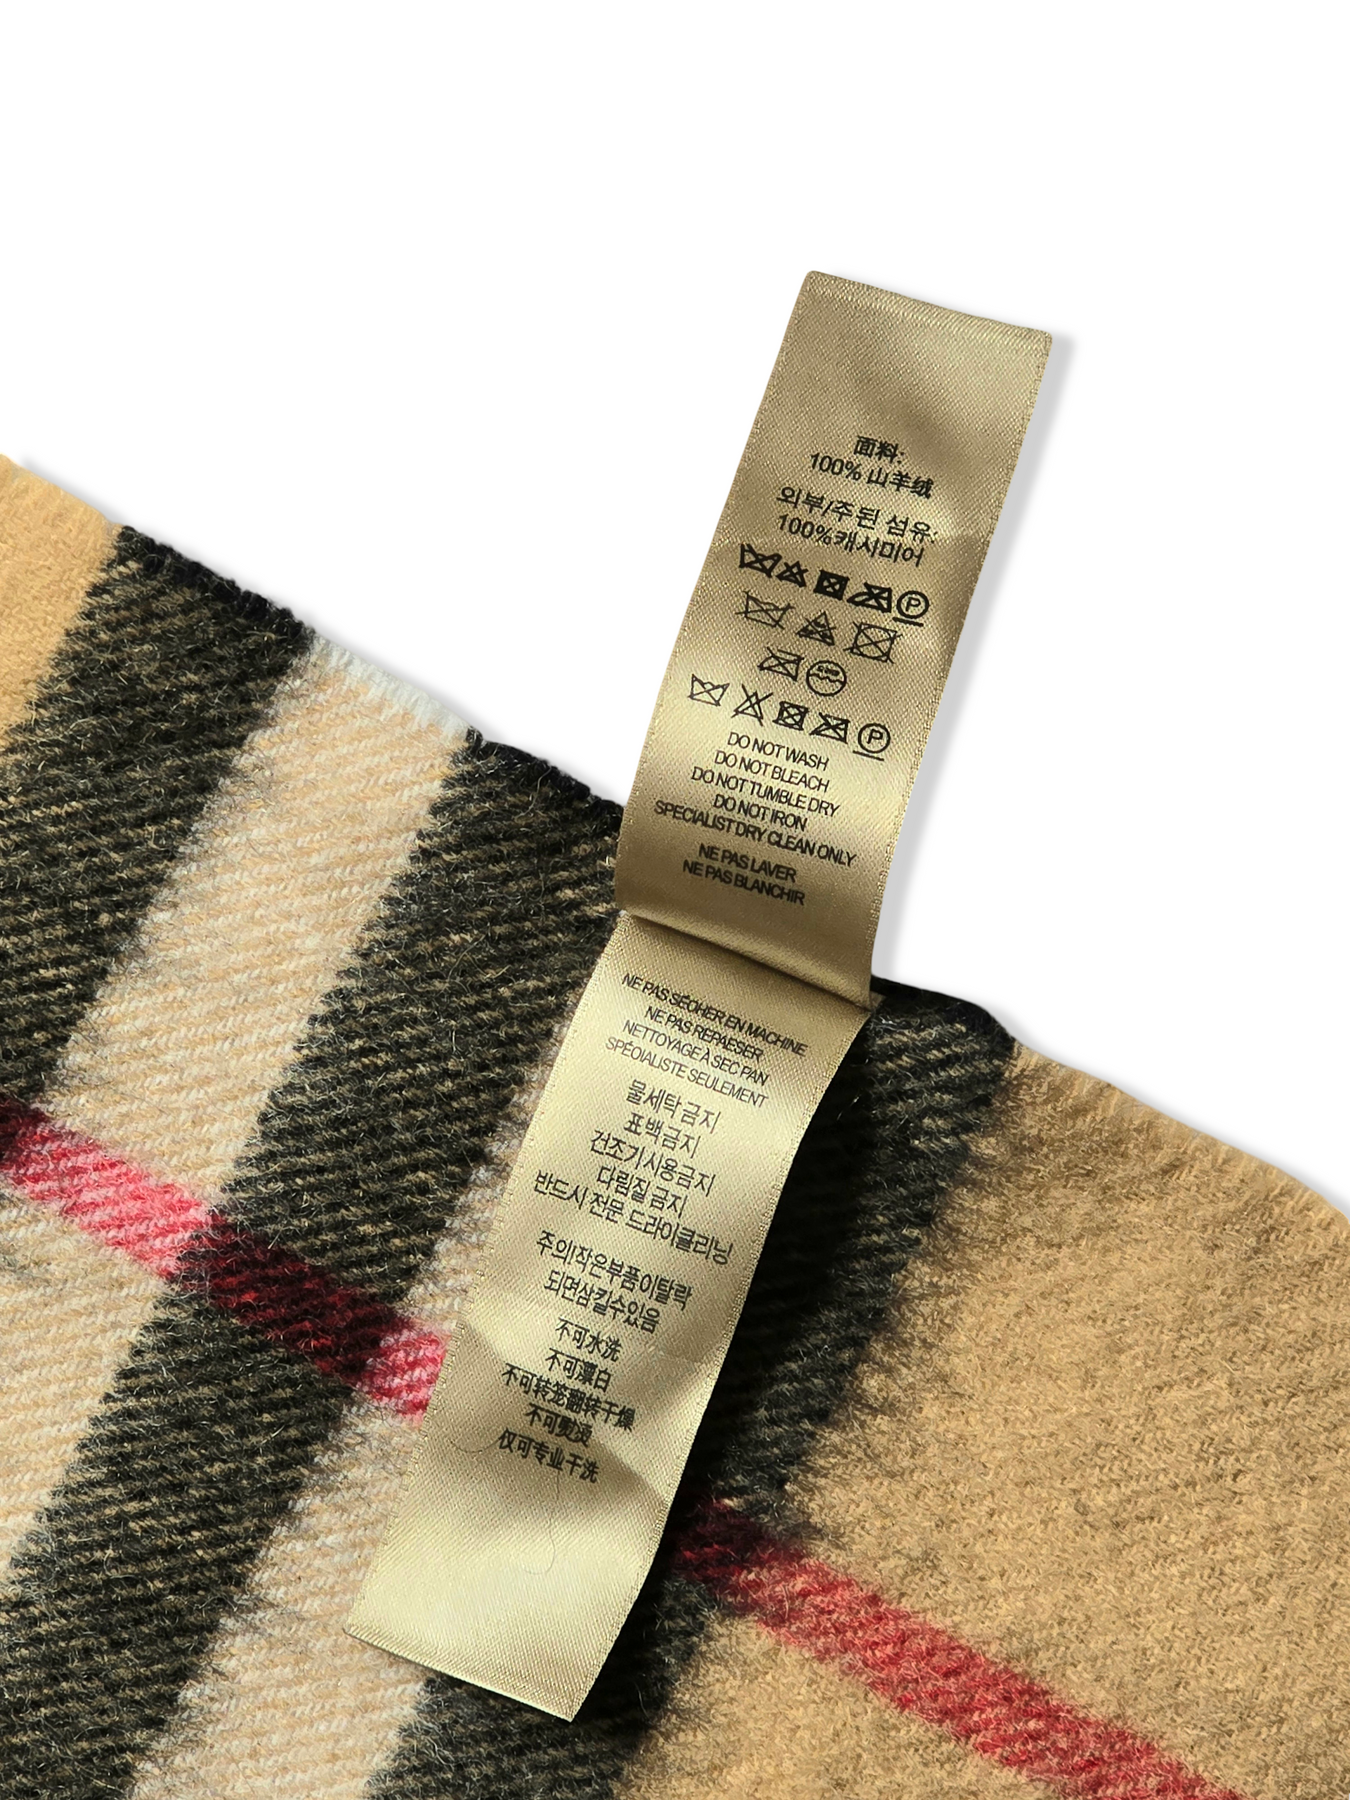 面料:
100% 山羊绒
외부/주된 섬유:
100%캐시미어
P
P
DO NOT WASH
DO NOT BLEACH
DO NOT TUMBLE DRY
DO NOT IRON
SPECIALIST DRY CLEAN ONLY
NE PAS LAVER
NE PAS BLANCHIR
NE PAS SÉCHER EN MACHINE
NE PAS REPAESER
NETTOYAGE À SEC PAN
SPÉOIALISTE SEULEMENT
물세탁금지
표백금지
건조기시용금지
다림질 금지
반드시 전문 드라이클리닝
주의!작은부품이탈락
되면삼킬수있음
不可水洗
不可漂白
不可转笼翻转干燥
不可熨烫
仅可专业干洗